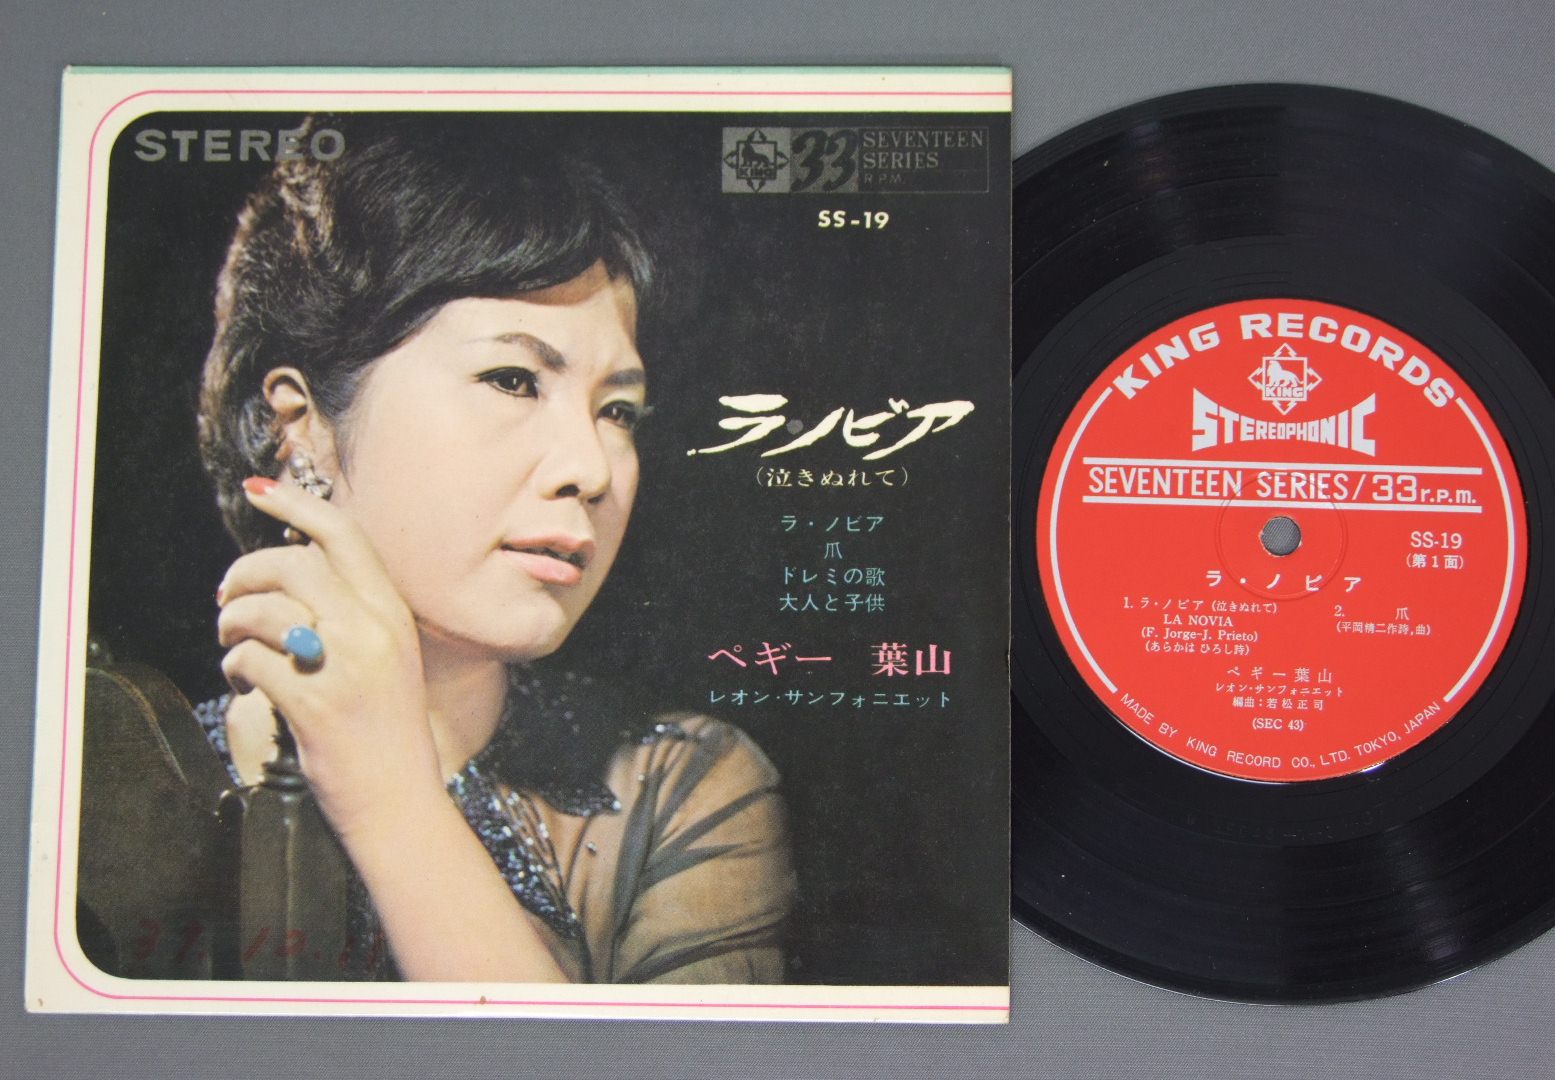 STEREO
KING
33
SEVENTEEN
SERIES
R.P.M.
SS-19
ラ・ノビア
(泣きぬれて)
ラ・ノビア
爪
ドレミの歌
大人と子供
ペギー 葉山
レオン・サンフォニエット
37.10.11
KING RECORDS
KING
STEREOPHONIC
SEVENTEEN SERIES/33r.p.m.
SS-19
(第1面)
ラ・ノビア
1. ラ・ノビア(泣きぬれて)
LA NOVIA
(F. Jorge-J. Prieto)
(あらかは ひろし詩)
2. 爪
(平岡精二作詩,曲)
ペギー葉山
レオン・サンフォニエット
編曲:若松正司
(SEC 43)
MADE BY KING RECORD CO., LTD. TOKYO, JAPAN